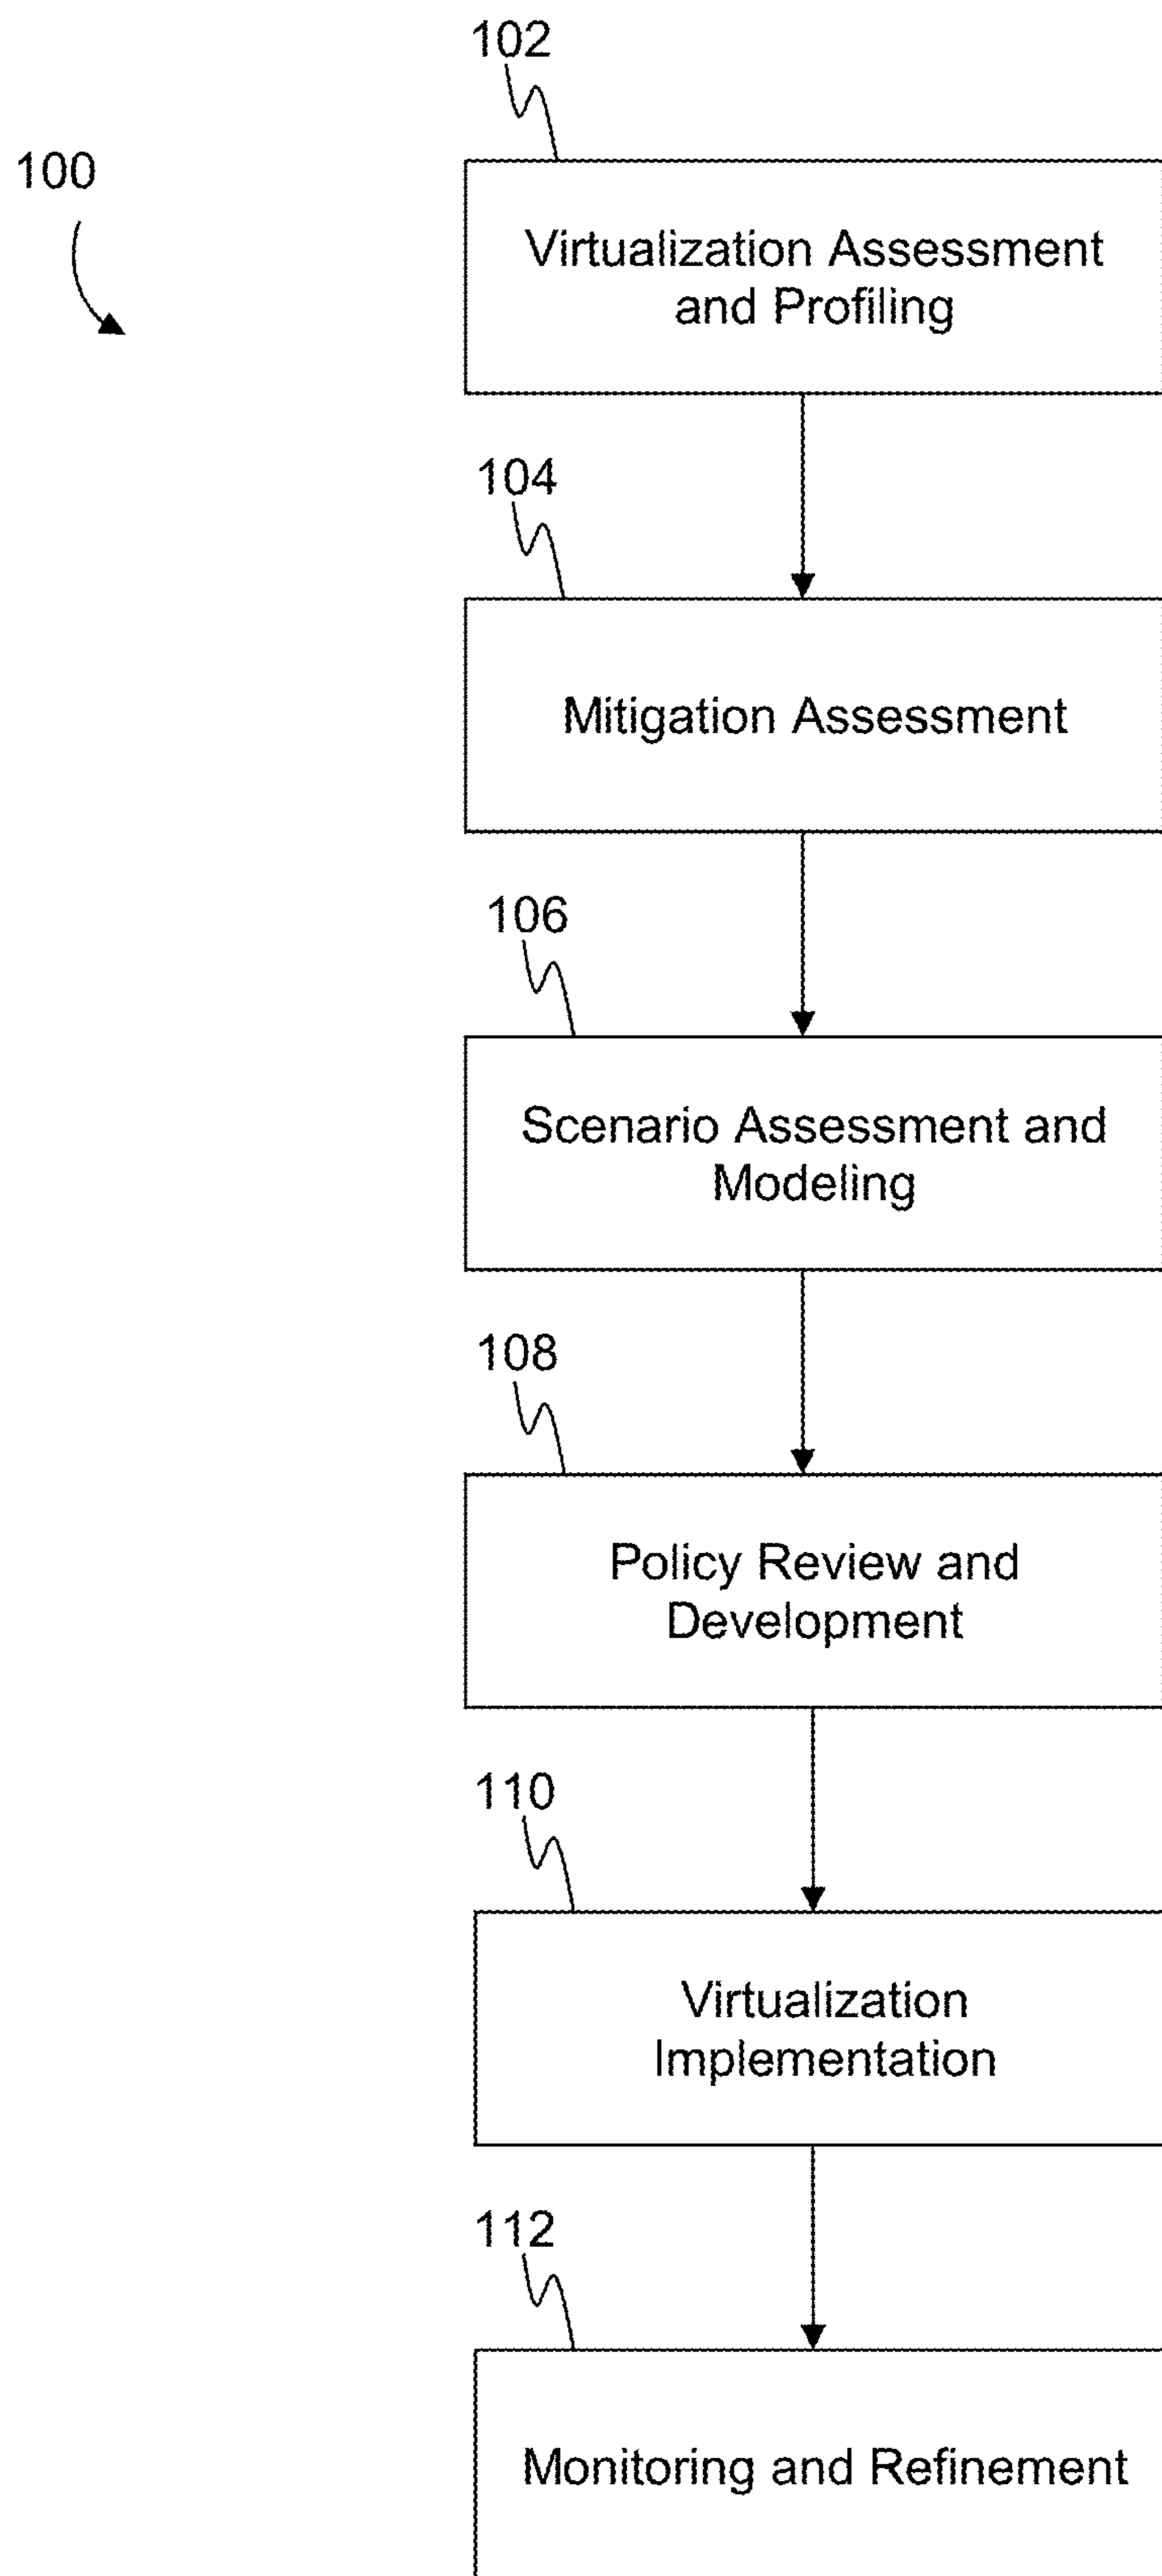 102
100
Virtualization Assessment
and Profiling
104
Mitigation Assessment
106
Scenario Assessment and
Modeling
108
Policy Review and
Development
110
Virtualization
Implementation
112
Monitoring and Refinement